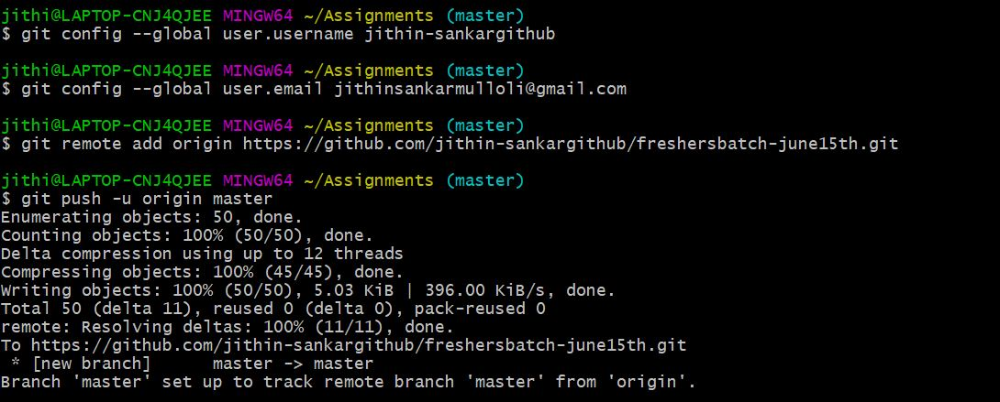 jithi@LAPTOP-CNJ4QJEE MINGW64 ~/Assignments (master)
$ git config --global user.username jithin-sankargithub
jithi@LAPTOP-CNJ4QJEE MINGW64 ~/Assignments (master)
$ git config --global user.email jithinsankarmulloli@gmail.com
jithi@LAPTOP-CNJ4QJEE MINGW64 ~/Assignments (master)
$ git remote add origin https://github.com/jithin-sankargithub/freshersbatch-june15th.git
jithi@LAPTOP-CNJ4QJEE MINGW64 ~/Assignments (master)
$ git push -u origin master
Enumerating objects: 50, done.
Counting objects: 100% (50/50), done.
Delta compression using up to 12 threads
Compressing objects: 100% (45/45), done.
Writing objects: 100% (50/50), 5.03 KiB | 396.00 KiB/s, done.
Total 50 (delta 11), reused 0 (delta 0), pack-reused 0
remote: Resolving deltas: 100% (11/11), done.
To https://github.com/jithin-sankargithub/freshersbatch-june15th.git
 * [new branch]      master -> master
Branch 'master' set up to track remote branch 'master' from 'origin'.